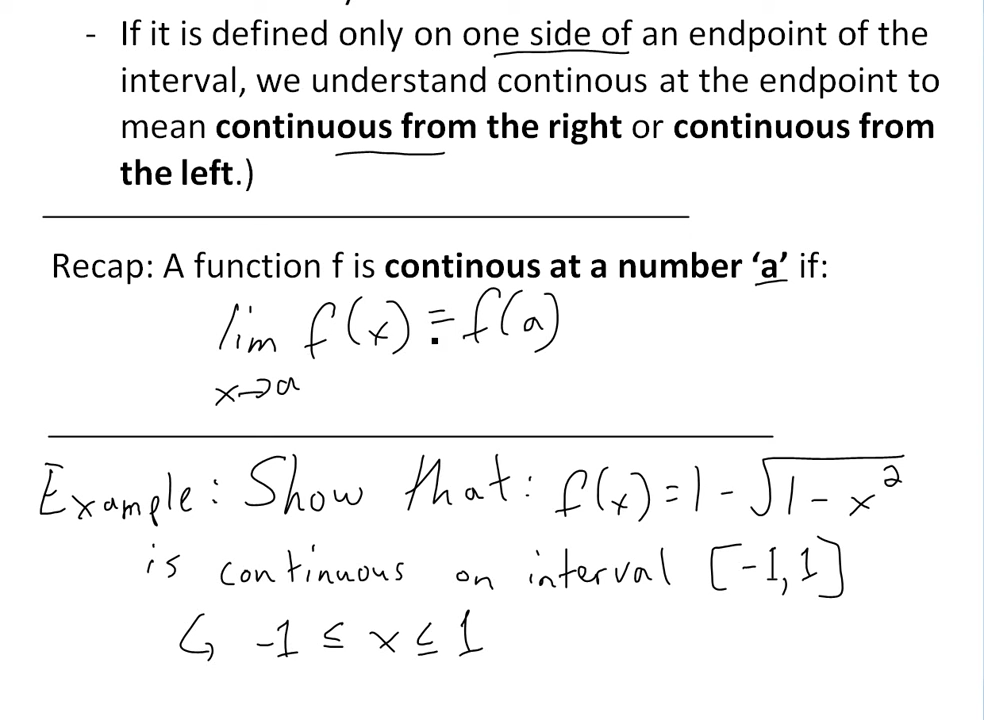 - If it is defined only on one side of an endpoint of the
interval, we understand continous at the endpoint to
mean continuous from the right or continuous from
the left.)
Recap: A function f is continous at a number ‘a’ if:
lim f(x) = f(a)
x→a
Example: Show that: f(x) = 1 - √1 - x²
is continuous on interval [-1, 1]
↳ -1 ≤ x ≤ 1